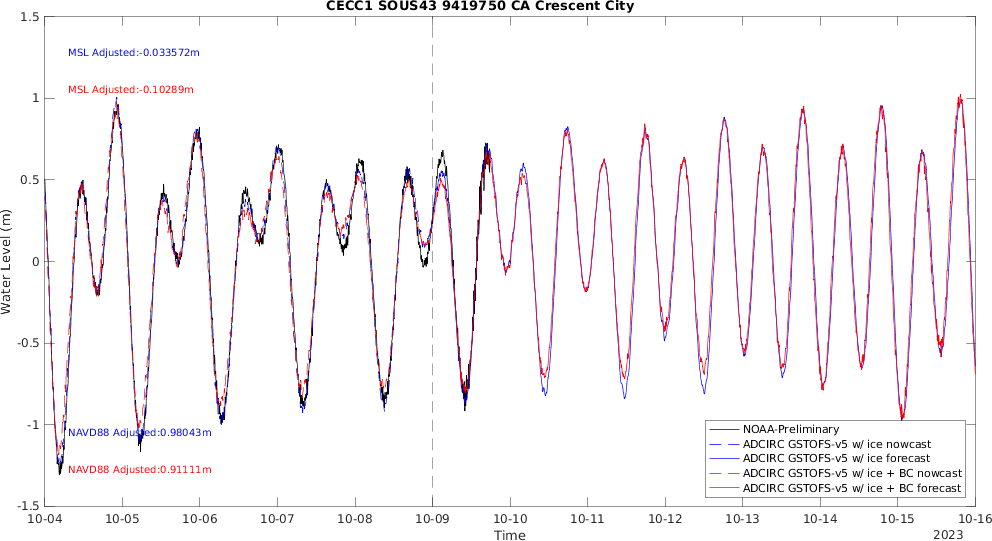 CECC1 SOUS43 9419750 CA Crescent City
MSL Adjusted:-0.033572m
MSL Adjusted:-0.10289m
NAVD88 Adjusted:0.98043m
NAVD88 Adjusted:0.91111m
Water Level (m)
1.5
1
0.5
0
-0.5
-1
-1.5
NOAA-Preliminary
ADCIRC GSTOFS-v5 w/ ice nowcast
ADCIRC GSTOFS-v5 w/ ice forecast
ADCIRC GSTOFS-v5 w/ ice + BC nowcast
ADCIRC GSTOFS-v5 w/ ice + BC forecast
10-04 10-05 10-06 10-07 10-08 10-09 10-10 10-11 10-12 10-13 10-14 10-15 10-16
Time
2023